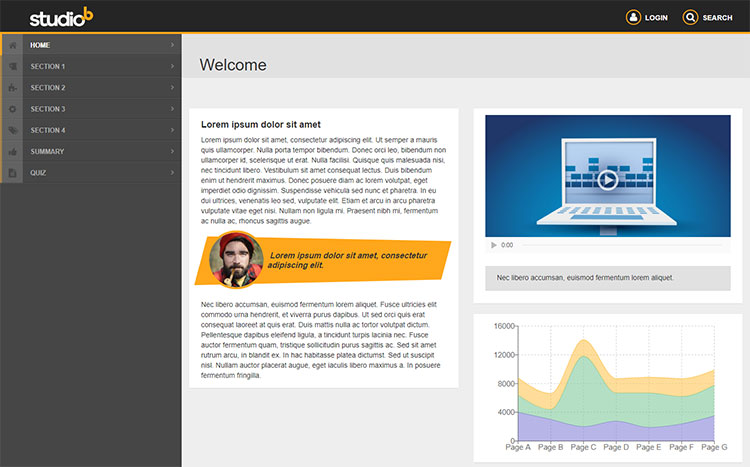 studiob
LOGIN
SEARCH
HOME
SECTION 1
SECTION 2
SECTION 3
SECTION 4
SUMMARY
QUIZ
Welcome
Lorem ipsum dolor sit amet
Lorem ipsum dolor sit amet, consectetur adipiscing elit. Ut semper a mauris
quis ullamcorper. Morbi quis porta tempor bibendum. Donec orci leo, bibendum non
ullamcorper id, scelerisque ut erat. Nulla facilisi. Quisque quis malesuada nisi,
nec tincidunt libero. Vestibulum sit amet consequat lectus. Duis bibendum
enim ut hendrerit maximus. Donec posuere diam ac lorem volutpat, eget
imperdiet odio dignissim. Suspendisse vehicula sed nunc et pharetra. In eu
dui ultrices, venenatis leo sed, vulputate elit. Etiam et arcu in arcu pharetra
vulputate vitae eget nisi. Nullam non ligula mi. Praesent nibh mi, fermentum
ac nulla ac, rhoncus sagittis augue.
Lorem ipsum dolor sit amet, consectetur
adipiscing elit.
Nec libero accumsan, euismod fermentum lorem aliquet. Fusce ultricies elit
commodo urna hendrerit, et viverra purus dapibus. Ut sed orci quis erat
consequat laoreet at quis erat. Duis mattis nulla ac tortor volutpat dictum.
Pellentesque dapibus eleifend ligula, a tincidunt turpis lacinia nec. Fusce
auctor fermentum quam, tristique sollicitudin purus sagittis ac. Sed sit amet
rutrum arcu, in blandit ex. In hac habitasse platea dictumst. Sed ut suscipit
nisl. Nullam auctor placerat augue, eget iaculis libero maximus a. In posuere
fermentum fringilla.
0:00
Nec libero accumsan, euismod fermentum lorem aliquet.
16000
12000
8000
4000
0
Page A Page B Page C Page D Page E Page F Page G